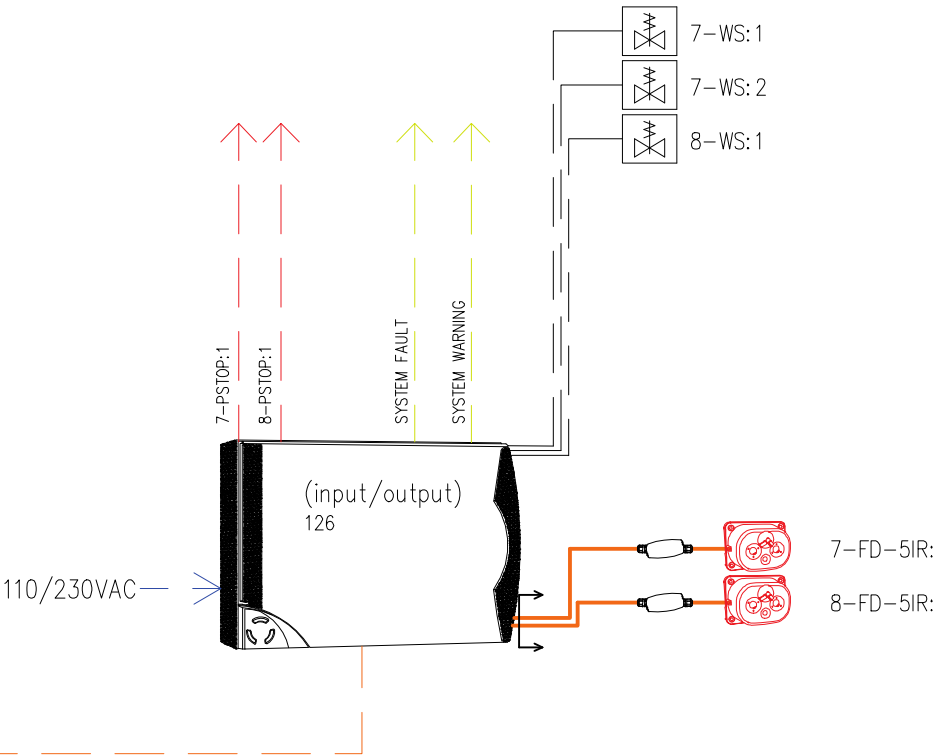 7-WS:1
7-WS:2
8-WS:1
7-PSTOP:1
8-PSTOP:1
SYSTEM FAULT
SYSTEM WARNING
(input/output)
126
110/230VAC
7-FD-5IR:
8-FD-5IR: